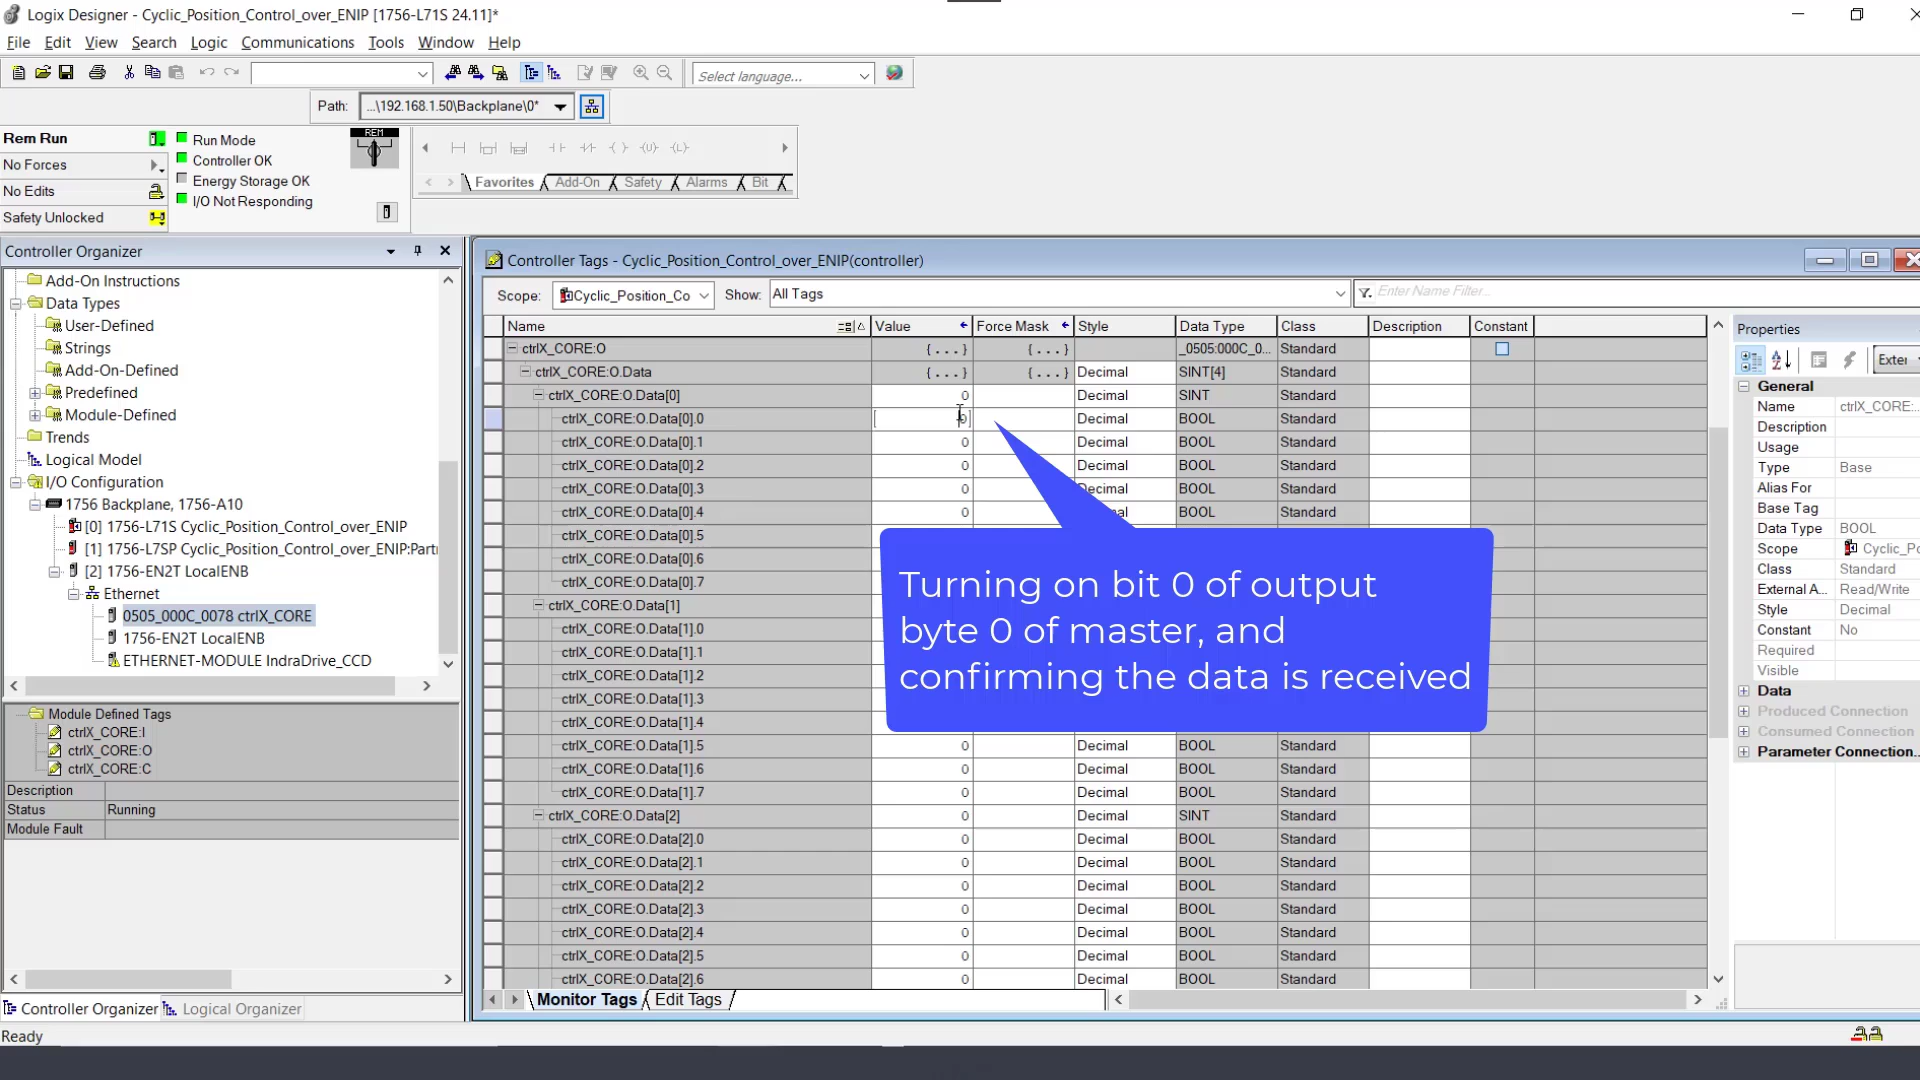 Logix Designer - Cyclic_Position_Control_over_ENIP [1756-L71S 24.11]*
File Edit View Search Logic Communications Tools Window Help
Select language...
Path: ...\192.168.1.50\Backplane\0*
Rem Run
No Forces
No Edits
Safety Unlocked
Run Mode
Controller OK
Energy Storage OK
I/O Not Responding
REM
Favorites Add-On Safety Alarms Bit
Controller Organizer
Add-On Instructions
Data Types
User-Defined
Strings
Add-On-Defined
Predefined
Module-Defined
Trends
Logical Model
I/O Configuration
1756 Backplane, 1756-A10
[0] 1756-L71S Cyclic_Position_Control_over_ENIP
[1] 1756-L7SP Cyclic_Position_Control_over_ENIP:Part
[2] 1756-EN2T LocalENB
Ethernet
0505_000C_0078 ctrlX_CORE
1756-EN2T LocalENB
ETHERNET-MODULE IndraDrive_CCD
Module Defined Tags
ctrlX_CORE:I
ctrlX_CORE:O
ctrlX_CORE:C
Description
Status Running
Module Fault
Controller Organizer Logical Organizer
Ready
Controller Tags - Cyclic_Position_Control_over_ENIP(controller)
Scope: Cyclic_Position_Co Show: All Tags Enter Name Filter...
Name Value Force Mask Style Data Type Class Description Constant
ctrlX_CORE:O {...} {...} _0505:000C_0... Standard
ctrlX_CORE:O.Data {...} {...} Decimal SINT[4] Standard
ctrlX_CORE:O.Data[0] 0 Decimal SINT Standard
ctrlX_CORE:O.Data[0].0 0 Decimal BOOL Standard
ctrlX_CORE:O.Data[0].1 0 Decimal BOOL Standard
ctrlX_CORE:O.Data[0].2 0 Decimal BOOL Standard
ctrlX_CORE:O.Data[0].3 0 Decimal BOOL Standard
ctrlX_CORE:O.Data[0].4 0 BOOL Standard
ctrlX_CORE:O.Data[0].5
ctrlX_CORE:O.Data[0].6
ctrlX_CORE:O.Data[0].7
ctrlX_CORE:O.Data[1]
ctrlX_CORE:O.Data[1].0
ctrlX_CORE:O.Data[1].1
ctrlX_CORE:O.Data[1].2
ctrlX_CORE:O.Data[1].3
ctrlX_CORE:O.Data[1].4
ctrlX_CORE:O.Data[1].5 0 Decimal BOOL Standard
ctrlX_CORE:O.Data[1].6 0 Decimal BOOL Standard
ctrlX_CORE:O.Data[1].7 0 Decimal BOOL Standard
ctrlX_CORE:O.Data[2] 0 Decimal SINT Standard
ctrlX_CORE:O.Data[2].0 0 Decimal BOOL Standard
ctrlX_CORE:O.Data[2].1 0 Decimal BOOL Standard
ctrlX_CORE:O.Data[2].2 0 Decimal BOOL Standard
ctrlX_CORE:O.Data[2].3 0 Decimal BOOL Standard
ctrlX_CORE:O.Data[2].4 0 Decimal BOOL Standard
ctrlX_CORE:O.Data[2].5 0 Decimal BOOL Standard
ctrlX_CORE:O.Data[2].6 0 Decimal BOOL Standard
Monitor Tags Edit Tags
Turning on bit 0 of output
byte 0 of master, and
confirming the data is received
Properties
Exter
General
Name ctrlX_CORE:...
Description
Usage
Type Base
Alias For
Base Tag
Data Type BOOL
Scope Cyclic_Po
Class Standard
External A... Read/Write
Style Decimal
Constant No
Required
Visible
Data
Produced Connection
Consumed Connection
Parameter Connection...